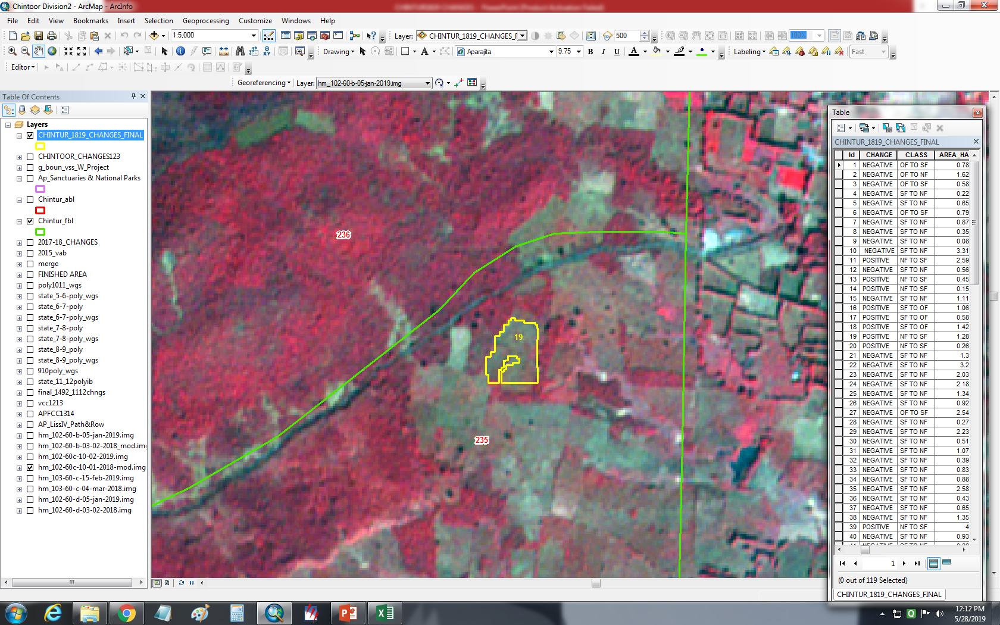 Chintoor Division2 - ArcMap - ArcInfo
File Edit View Bookmarks Insert Selection Geoprocessing Customize Windows Help
1:5,000 Layer: CHINTUR_1819_CHANGES_F 500 100%
Drawing Aparajita 9.75 B I U A Labeling Fast
Editor
Georeferencing Layer: hm_102-60-b-05-jan-2019.img
Table Of Contents
Layers
CHINTUR_1819_CHANGES_FINAL
CHINTOOR_CHANGES123
g_boun_vss_W_Project
Ap_Sanctuaries & National Parks
Chintur_abl
Chintur_fbl
2017-18_CHANGES
2015_vab
merge
FINISHED AREA
poly1011_wgs
state_5-6-poly_wgs
state_6-7-poly
state_6-7-poly_wgs
state_7-8-poly
state_7-8-poly_wgs
state_8-9_poly
state_8-9_poly_wgs
910poly_wgs
state_11_12polyib
final_1492_1112chngs
vcc1213
APFCC1314
AP_LissIV_Path&Row
hm_102-60-b-05-jan-2019.img
hm_102-60-b-03-02-2018_mod.img
hm_102-60c-10-02-2019.img
hm_102-60c-10-01-2018-mod.img
hm_103-60-c-15-feb-2019.img
hm_103-60-c-04-mar-2018.img
hm_102-60-d-05-jan-2019.img
hm_102-60-d-03-02-2018.img
236
19
235
Table
CHINTUR_1819_CHANGES_FINAL
Id CHANGE CLASS AREA_HA
1 NEGATIVE OF TO SF 0.78
2 NEGATIVE OF TO NF 1.62
3 NEGATIVE OF TO SF 0.58
4 NEGATIVE SF TO NF 0.22
5 NEGATIVE SF TO NF 0.65
6 NEGATIVE OF TO SF 0.79
7 NEGATIVE SF TO NF 0.87
8 NEGATIVE SF TO NF 0.35
9 NEGATIVE SF TO NF 0.08
10 NEGATIVE SF TO NF 3.31
11 POSITIVE NF TO SF 2.59
12 NEGATIVE SF TO NF 0.56
13 POSITIVE NF TO SF 0.45
14 POSITIVE NF TO SF 0.15
15 NEGATIVE SF TO NF 1.11
16 POSITIVE SF TO OF 1.06
17 POSITIVE SF TO OF 0.58
18 POSITIVE SF TO OF 1.42
19 POSITIVE NF TO SF 1.28
20 POSITIVE NF TO SF 0.26
21 NEGATIVE SF TO NF 1.3
22 NEGATIVE SF TO NF 3.2
23 NEGATIVE SF TO NF 2.03
24 NEGATIVE SF TO NF 2.18
25 NEGATIVE SF TO NF 1.34
26 NEGATIVE SF TO NF 0.92
27 NEGATIVE OF TO SF 2.54
28 NEGATIVE SF TO NF 0.27
29 NEGATIVE SF TO NF 2.23
30 NEGATIVE SF TO NF 0.51
31 NEGATIVE SF TO NF 1.07
32 NEGATIVE SF TO NF 0.39
33 NEGATIVE SF TO NF 0.83
34 NEGATIVE SF TO NF 0.88
35 NEGATIVE SF TO NF 2.58
36 NEGATIVE SF TO NF 0.43
37 NEGATIVE SF TO NF 0.65
38 NEGATIVE SF TO NF 1.35
39 POSITIVE NF TO SF 4
40 NEGATIVE SF TO NF 0.93
1
(0 out of 119 Selected)
CHINTUR_1819_CHANGES_FINAL
12:12 PM
5/28/2019